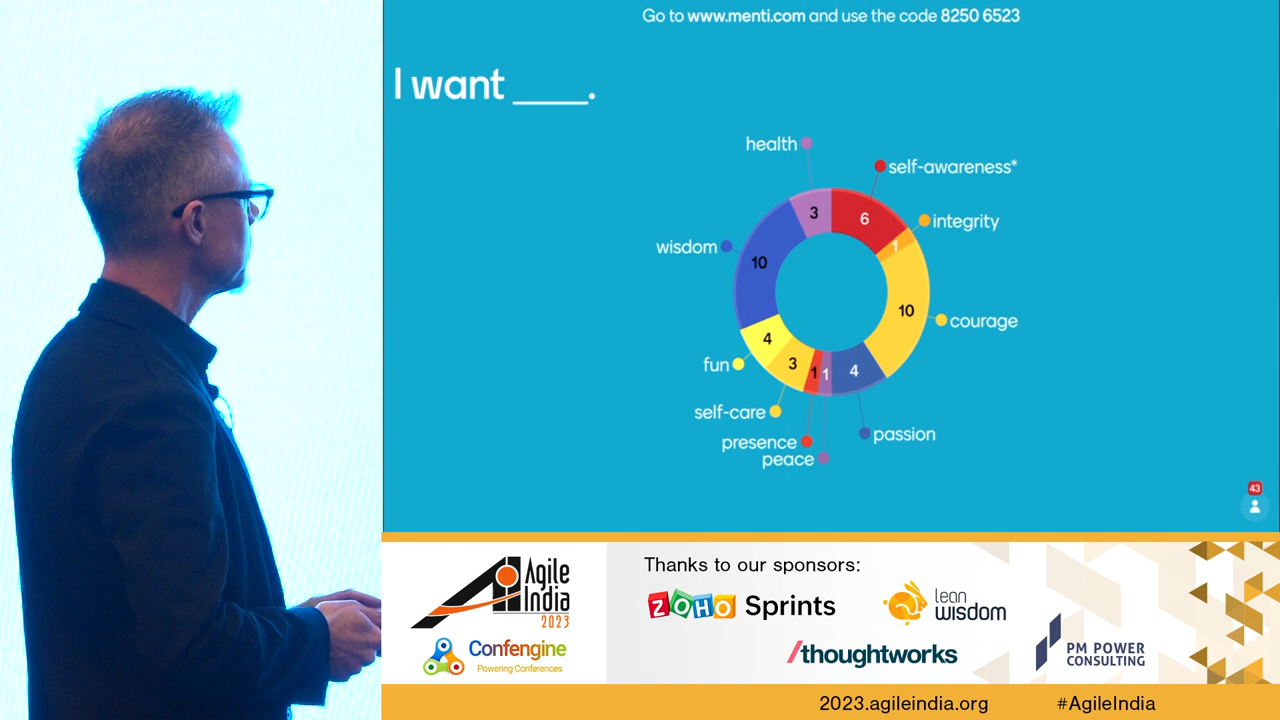 Go to www.menti.com and use the code 8250 6523
I want ____.
health
self-awareness*
integrity
wisdom
courage
fun
self-care
presence
peace
passion
3
6
1
10
10
4
3
1
1
4
43
Agile
India
2023
Confengine
Powering Conferences
Thanks to our sponsors:
ZOHO Sprints
lean
wisdom
/thoughtworks
PM POWER
CONSULTING
2023.agileindia.org #AgileIndia